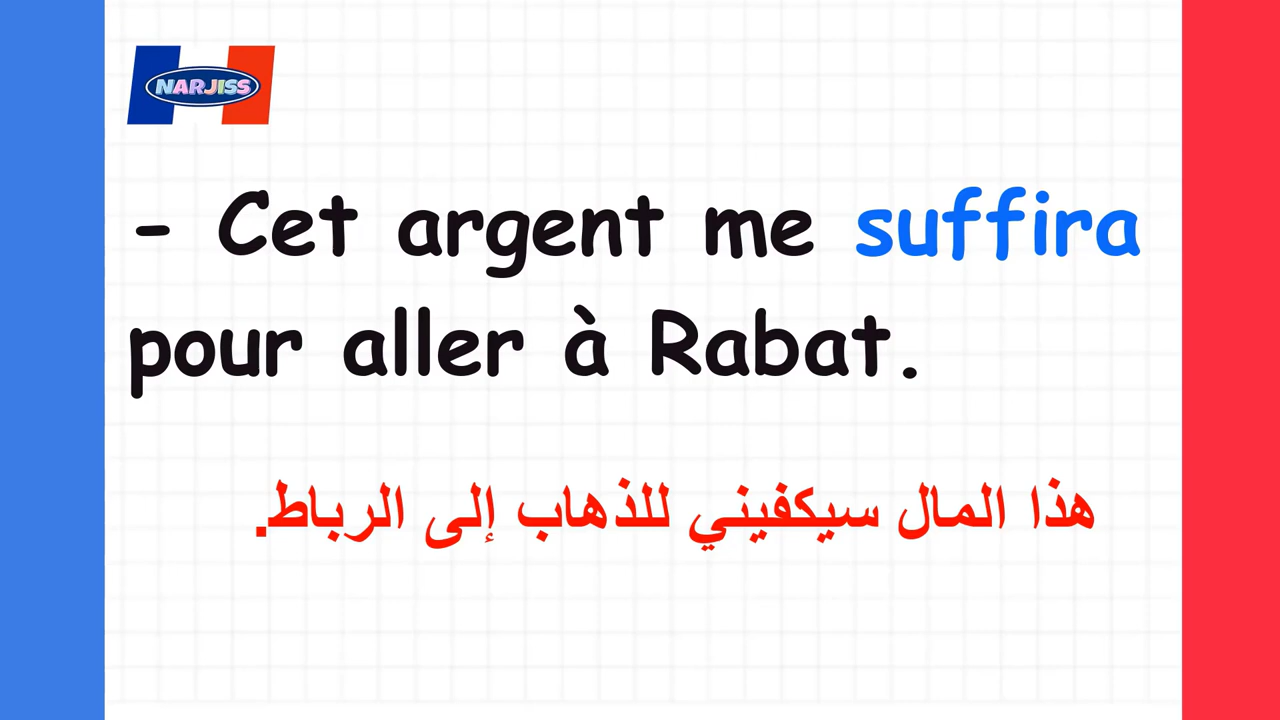 NARJISS
- Cet argent me suffira
pour aller à Rabat.
هذا المال سيكفيني للذهاب إلى الرباط.